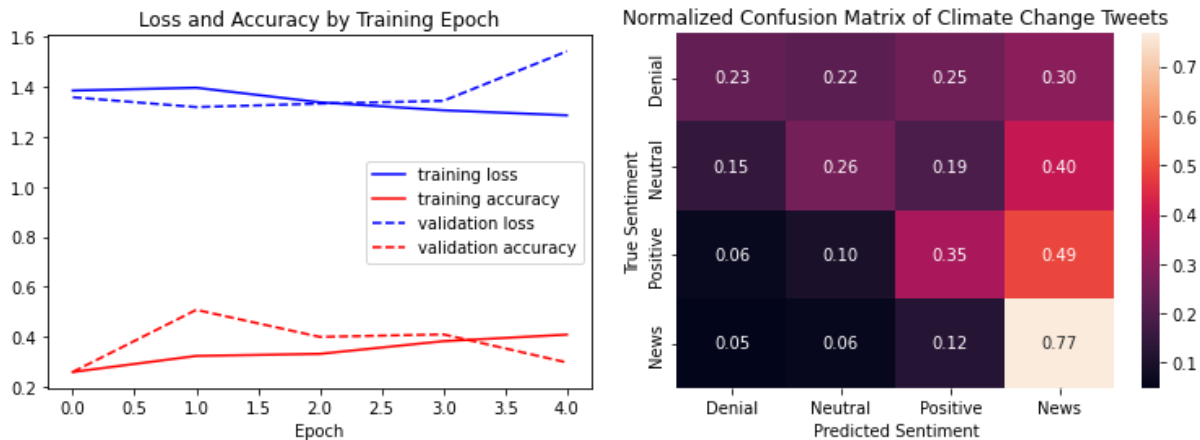 Loss and Accuracy by Training Epoch
1.6
1.4
1.2
1.0
0.8
0.6
0.4
0.2
training loss
training accuracy
validation loss
validation accuracy
0.0 0.5 1.0 1.5 2.0 2.5 3.0 3.5 4.0
Epoch
Normalized Confusion Matrix of Climate Change Tweets
True Sentiment
Denial 0.23 0.22 0.25 0.30
Neutral 0.15 0.26 0.19 0.40
Positive 0.06 0.10 0.35 0.49
News 0.05 0.06 0.12 0.77
Denial Neutral Positive News
Predicted Sentiment
0.7
0.6
0.5
0.4
0.3
0.2
0.1